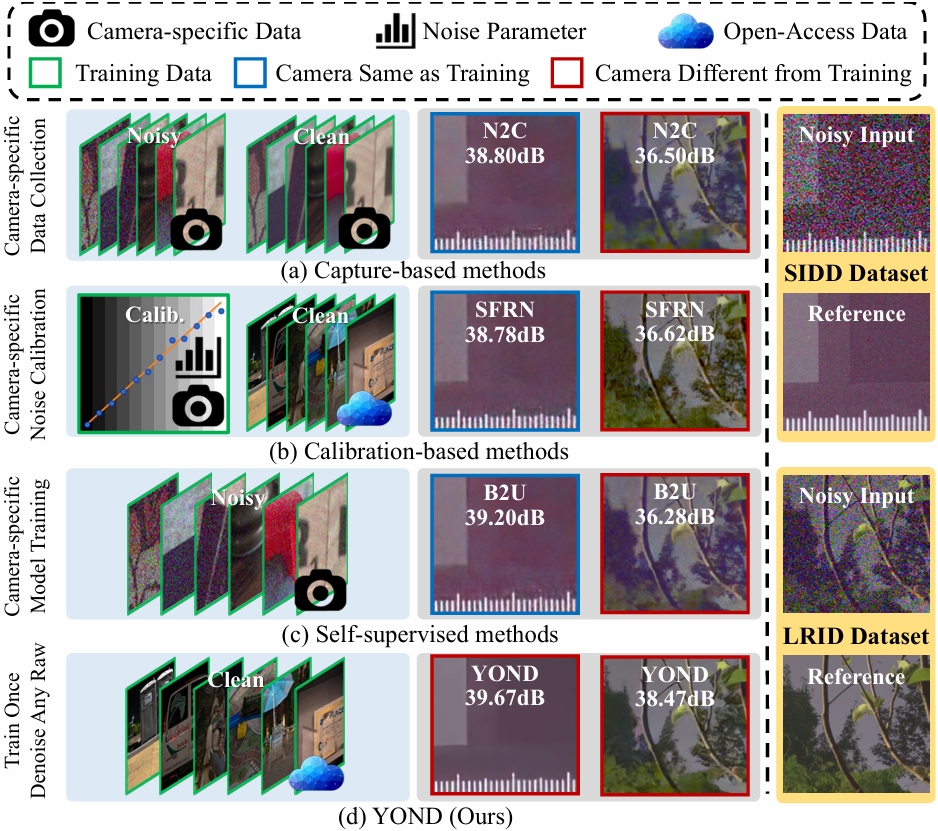 Camera-specific Data
Noise Parameter
Open-Access Data
Training Data
Camera Same as Training
Camera Different from Training
Camera-specific
Data Collection
Noisy
Clean
N2C
38.80dB
N2C
36.50dB
Noisy Input
(a) Capture-based methods
SIDD Dataset
Camera-specific
Noise Calibration
Calib.
Clean
SFRN
38.78dB
SFRN
36.62dB
Reference
(b) Calibration-based methods
Camera-specific
Model Training
Noisy
B2U
39.20dB
B2U
36.28dB
Noisy Input
(c) Self-supervised methods
LRID Dataset
Train Once
Denoise Any Raw
Clean
YOND
39.67dB
YOND
38.47dB
Reference
(d) YOND (Ours)